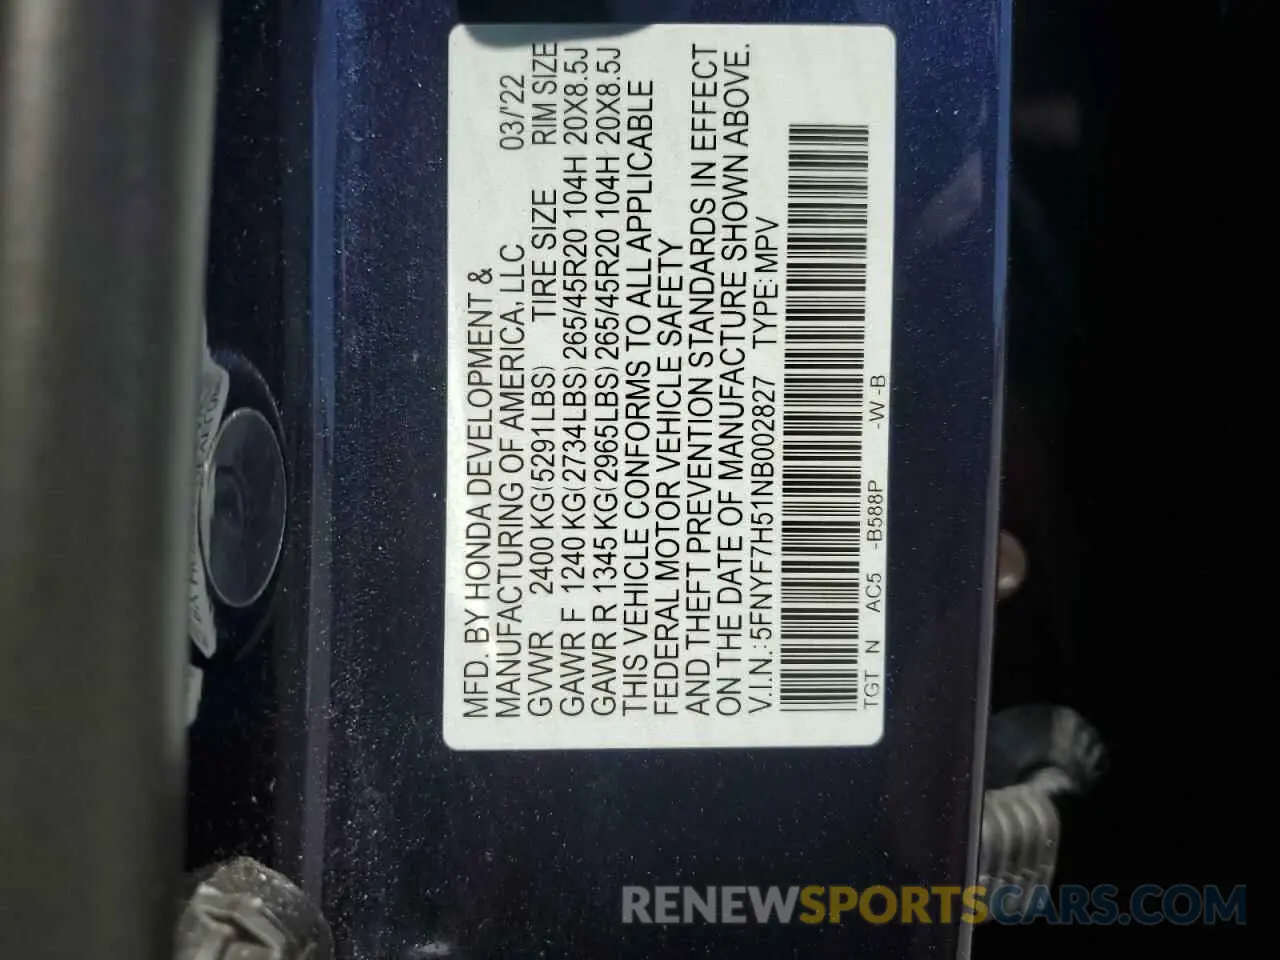 MFD. BY HONDA DEVELOPMENT &
MANUFACTURING OF AMERICA, LLC 03/'22
GVWR 2400 KG(5291LBS) TIRE SIZE RIM SIZE
GAWR F 1240 KG(2734LBS) 265/45R20 104H 20X8.5J
GAWR R 1345 KG(2965LBS) 265/45R20 104H 20X8.5J
THIS VEHICLE CONFORMS TO ALL APPLICABLE
FEDERAL MOTOR VEHICLE SAFETY
AND THEFT PREVENTION STANDARDS IN EFFECT
ON THE DATE OF MANUFACTURE SHOWN ABOVE.
V.I.N.: 5FNYF7H51NB002827 TYPE: MPV
TGT N AC5 -B588P -W -B
RENEWSPORTSCARS.COM